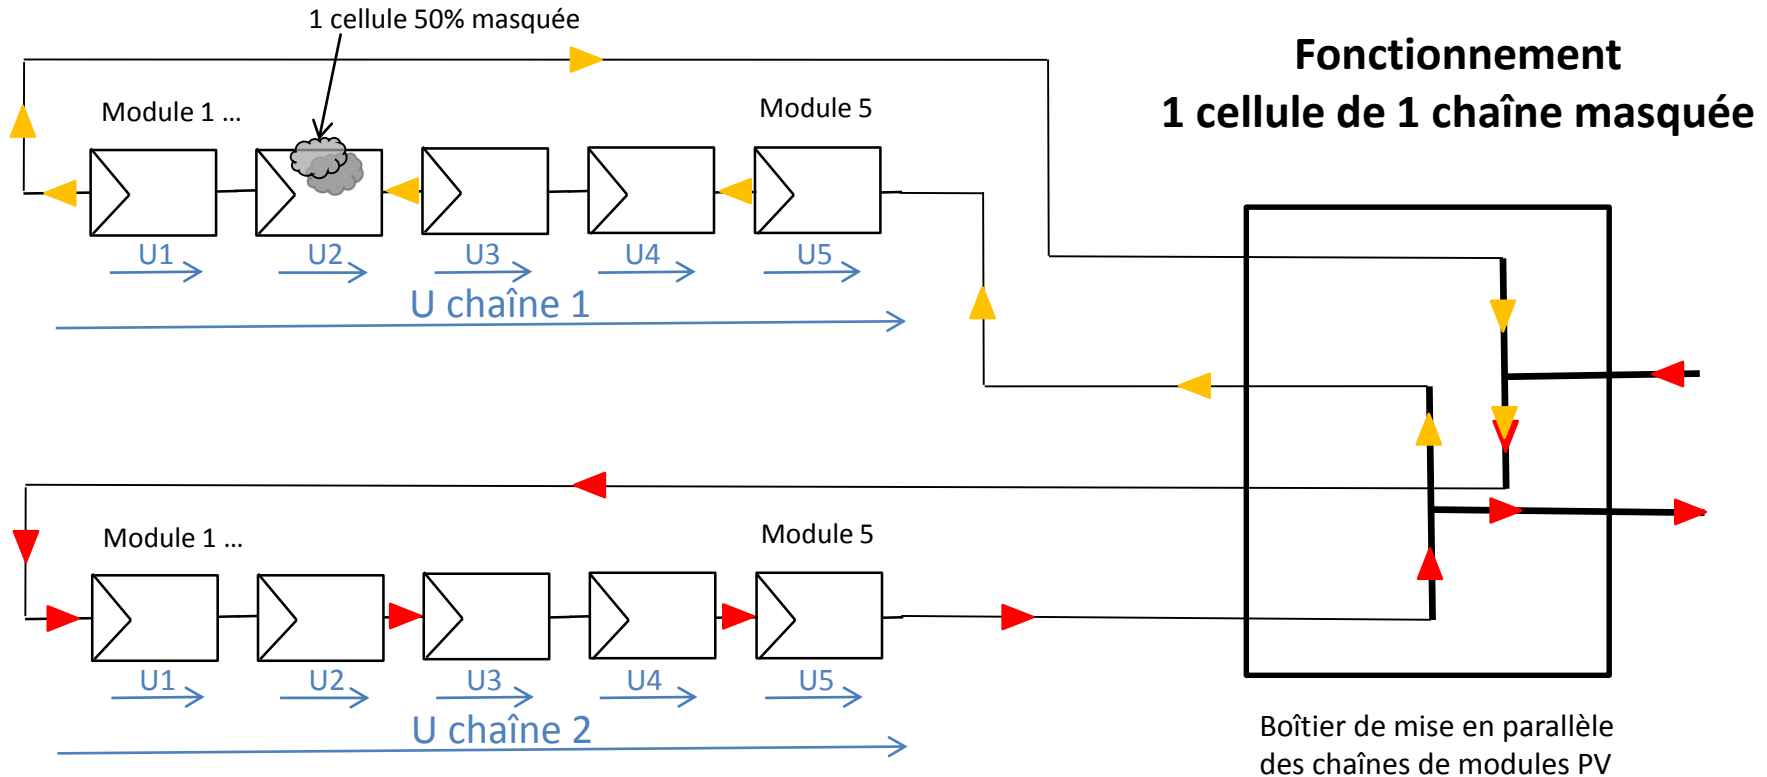 1 cellule 50% masquée
Fonctionnement
1 cellule de 1 chaîne masquée
Module 1 ...
Module 5
U1 U2 U3 U4 U5
U chaîne 1
Module 1 ...
Module 5
U1 U2 U3 U4 U5
U chaîne 2
Boîtier de mise en parallèle
des chaînes de modules PV